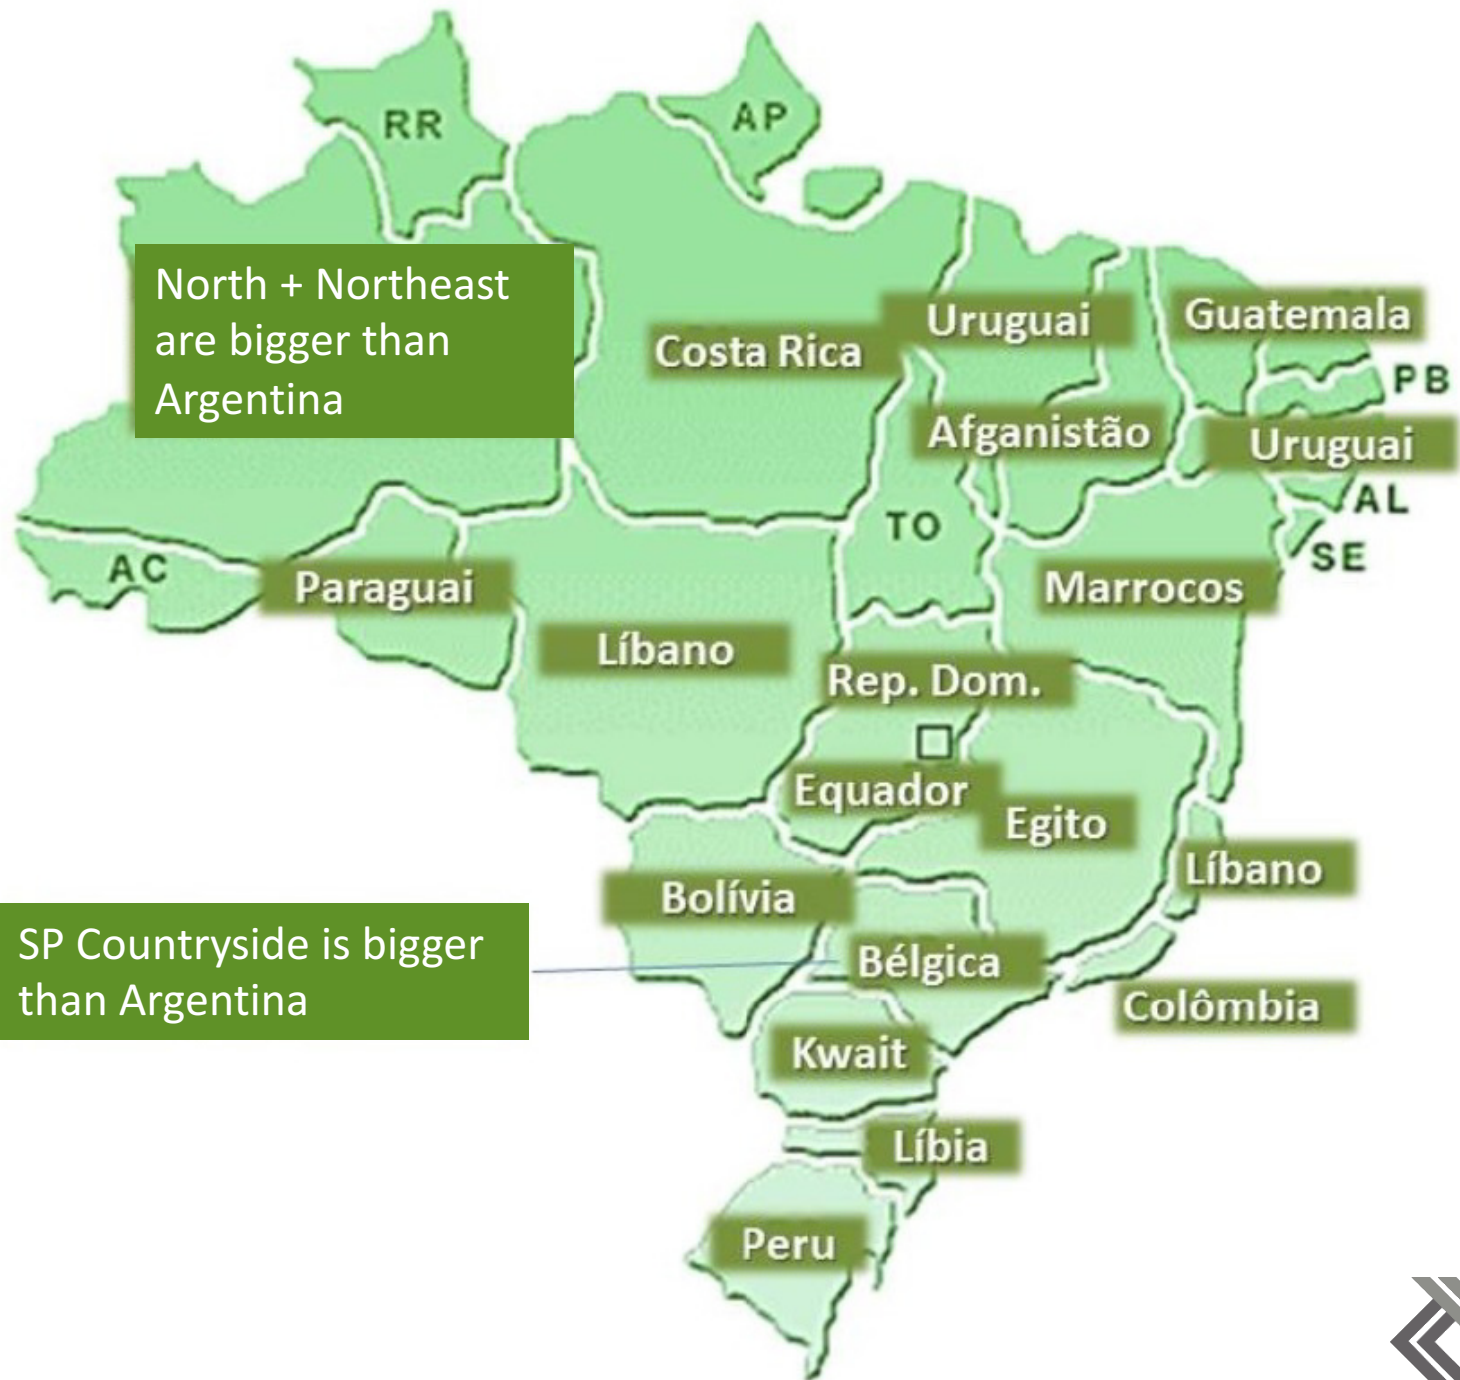 RR
AP
North + Northeast
are bigger than
Argentina
Uruguai
Guatemala
Costa Rica
PB
Afganistão
Uruguai
AL
TO
SE
AC
Paraguai
Marrocos
Líbano
Rep. Dom.
Equador
Egito
Líbano
Bolívia
SP Countryside is bigger
than Argentina
Bélgica
Colômbia
Kwait
Líbia
Peru